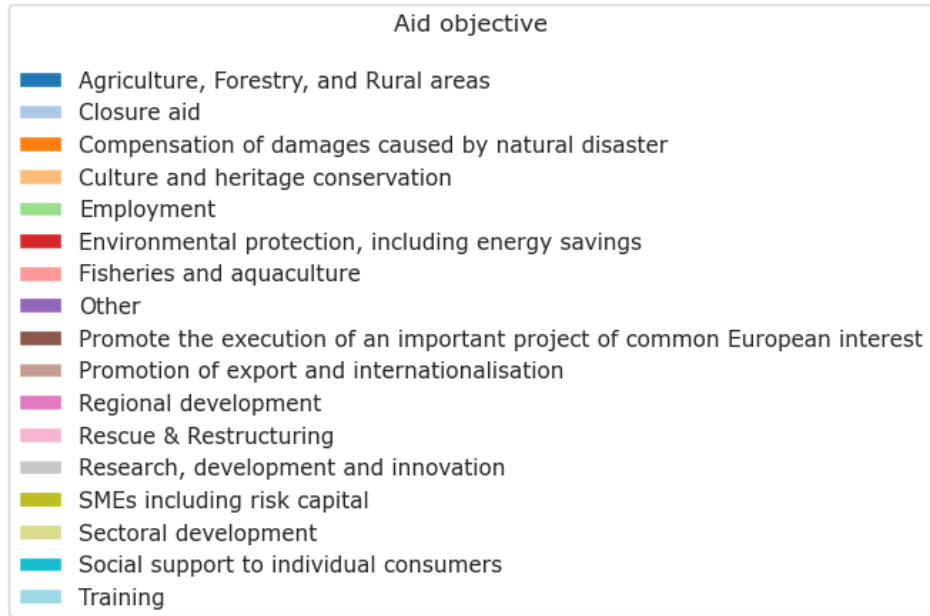 Aid objective
Agriculture, Forestry, and Rural areas
Closure aid
Compensation of damages caused by natural disaster
Culture and heritage conservation
Employment
Environmental protection, including energy savings
Fisheries and aquaculture
Other
Promote the execution of an important project of common European interest
Promotion of export and internationalisation
Regional development
Rescue & Restructuring
Research, development and innovation
SMEs including risk capital
Sectoral development
Social support to individual consumers
Training